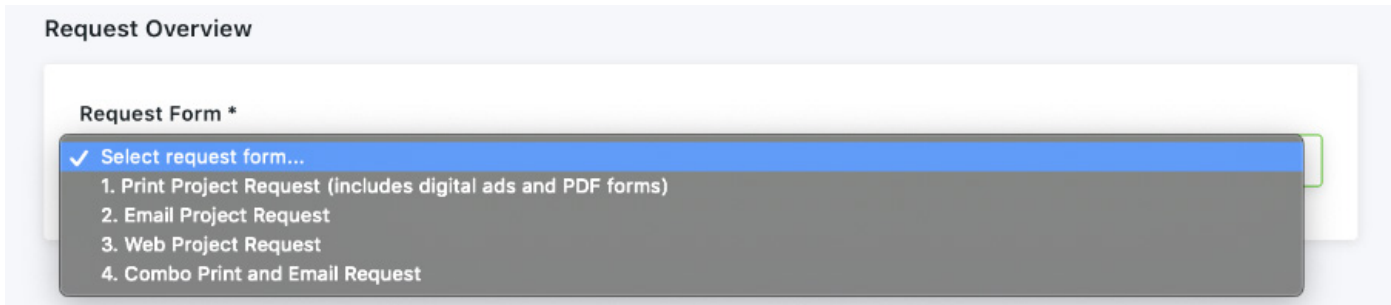 Request Overview
Request Form *
✓ Select request form...
1. Print Project Request (includes digital ads and PDF forms)
2. Email Project Request
3. Web Project Request
4. Combo Print and Email Request